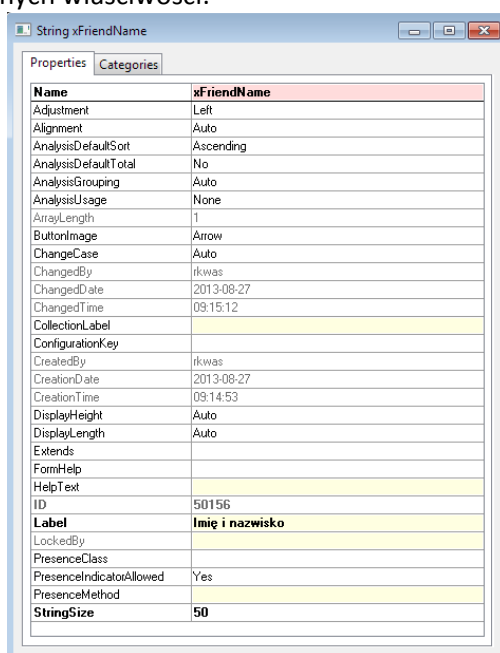 nych właściwości.
String xFriendName
Properties Categories
Name xFriendName
Adjustment Left
Alignment Auto
AnalysisDefaultSort Ascending
AnalysisDefaultTotal No
AnalysisGrouping Auto
AnalysisUsage None
ArrayLength 1
ButtonImage Arrow
ChangeCase Auto
ChangedBy rkwas
ChangedDate 2013-08-27
ChangedTime 09:15:12
CollectionLabel
ConfigurationKey
CreatedBy rkwas
CreationDate 2013-08-27
CreationTime 09:14:53
DisplayHeight Auto
DisplayLength Auto
Extends
FormHelp
HelpText
ID 50156
Label Imię i nazwisko
LockedBy
PresenceClass
PresenceIndicatorAllowed Yes
PresenceMethod
StringSize 50